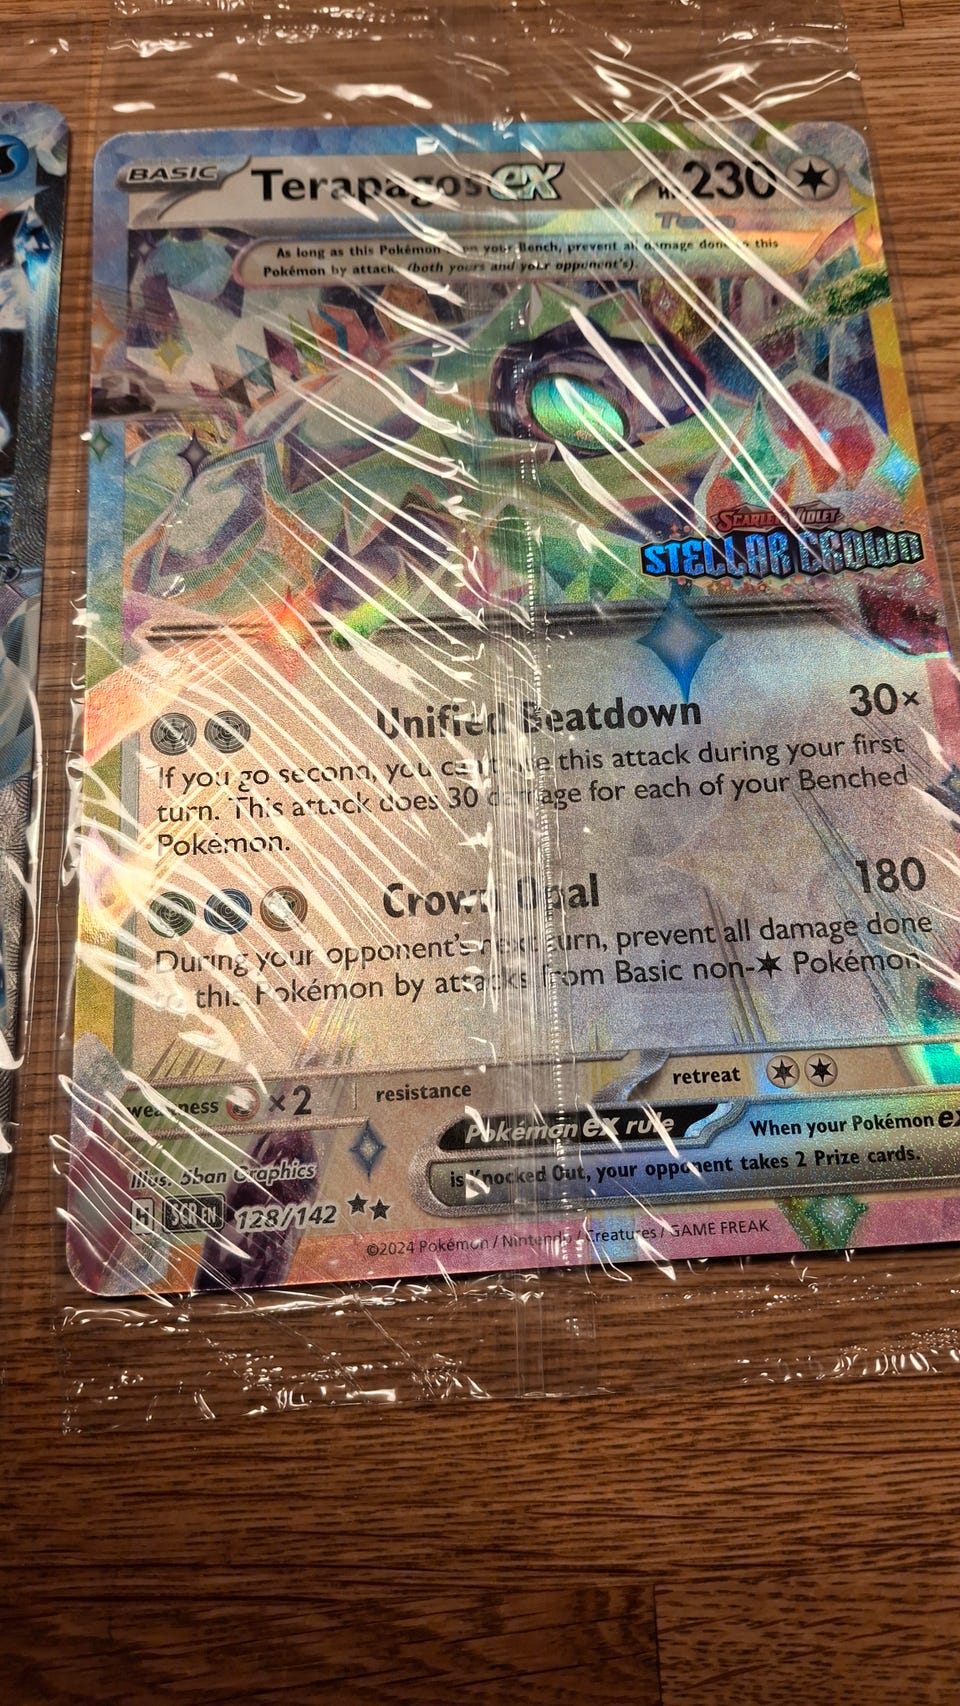 BASIC Terapagos ex HP 230
Tera
As long as this Pokémon is on your Bench, prevent all damage done to this
Pokémon by attacks (both yours and your opponent's).
SCARLET & VIOLET
STELLAR CROWN
Unified Beatdown 30×
If you go second, you can't use this attack during your first
turn. This attack does 30 damage for each of your Benched
Pokémon.
Crown Opal 180
During your opponent's next turn, prevent all damage done
to this Pokémon by attacks from Basic non- Pokémon.
weakness ×2 resistance retreat
Pokémon ex rule When your Pokémon ex
is Knocked Out, your opponent takes 2 Prize cards.
Illus. 5ban Graphics
H SCR EN 128/142
©2024 Pokémon / Nintendo / Creatures / GAME FREAK